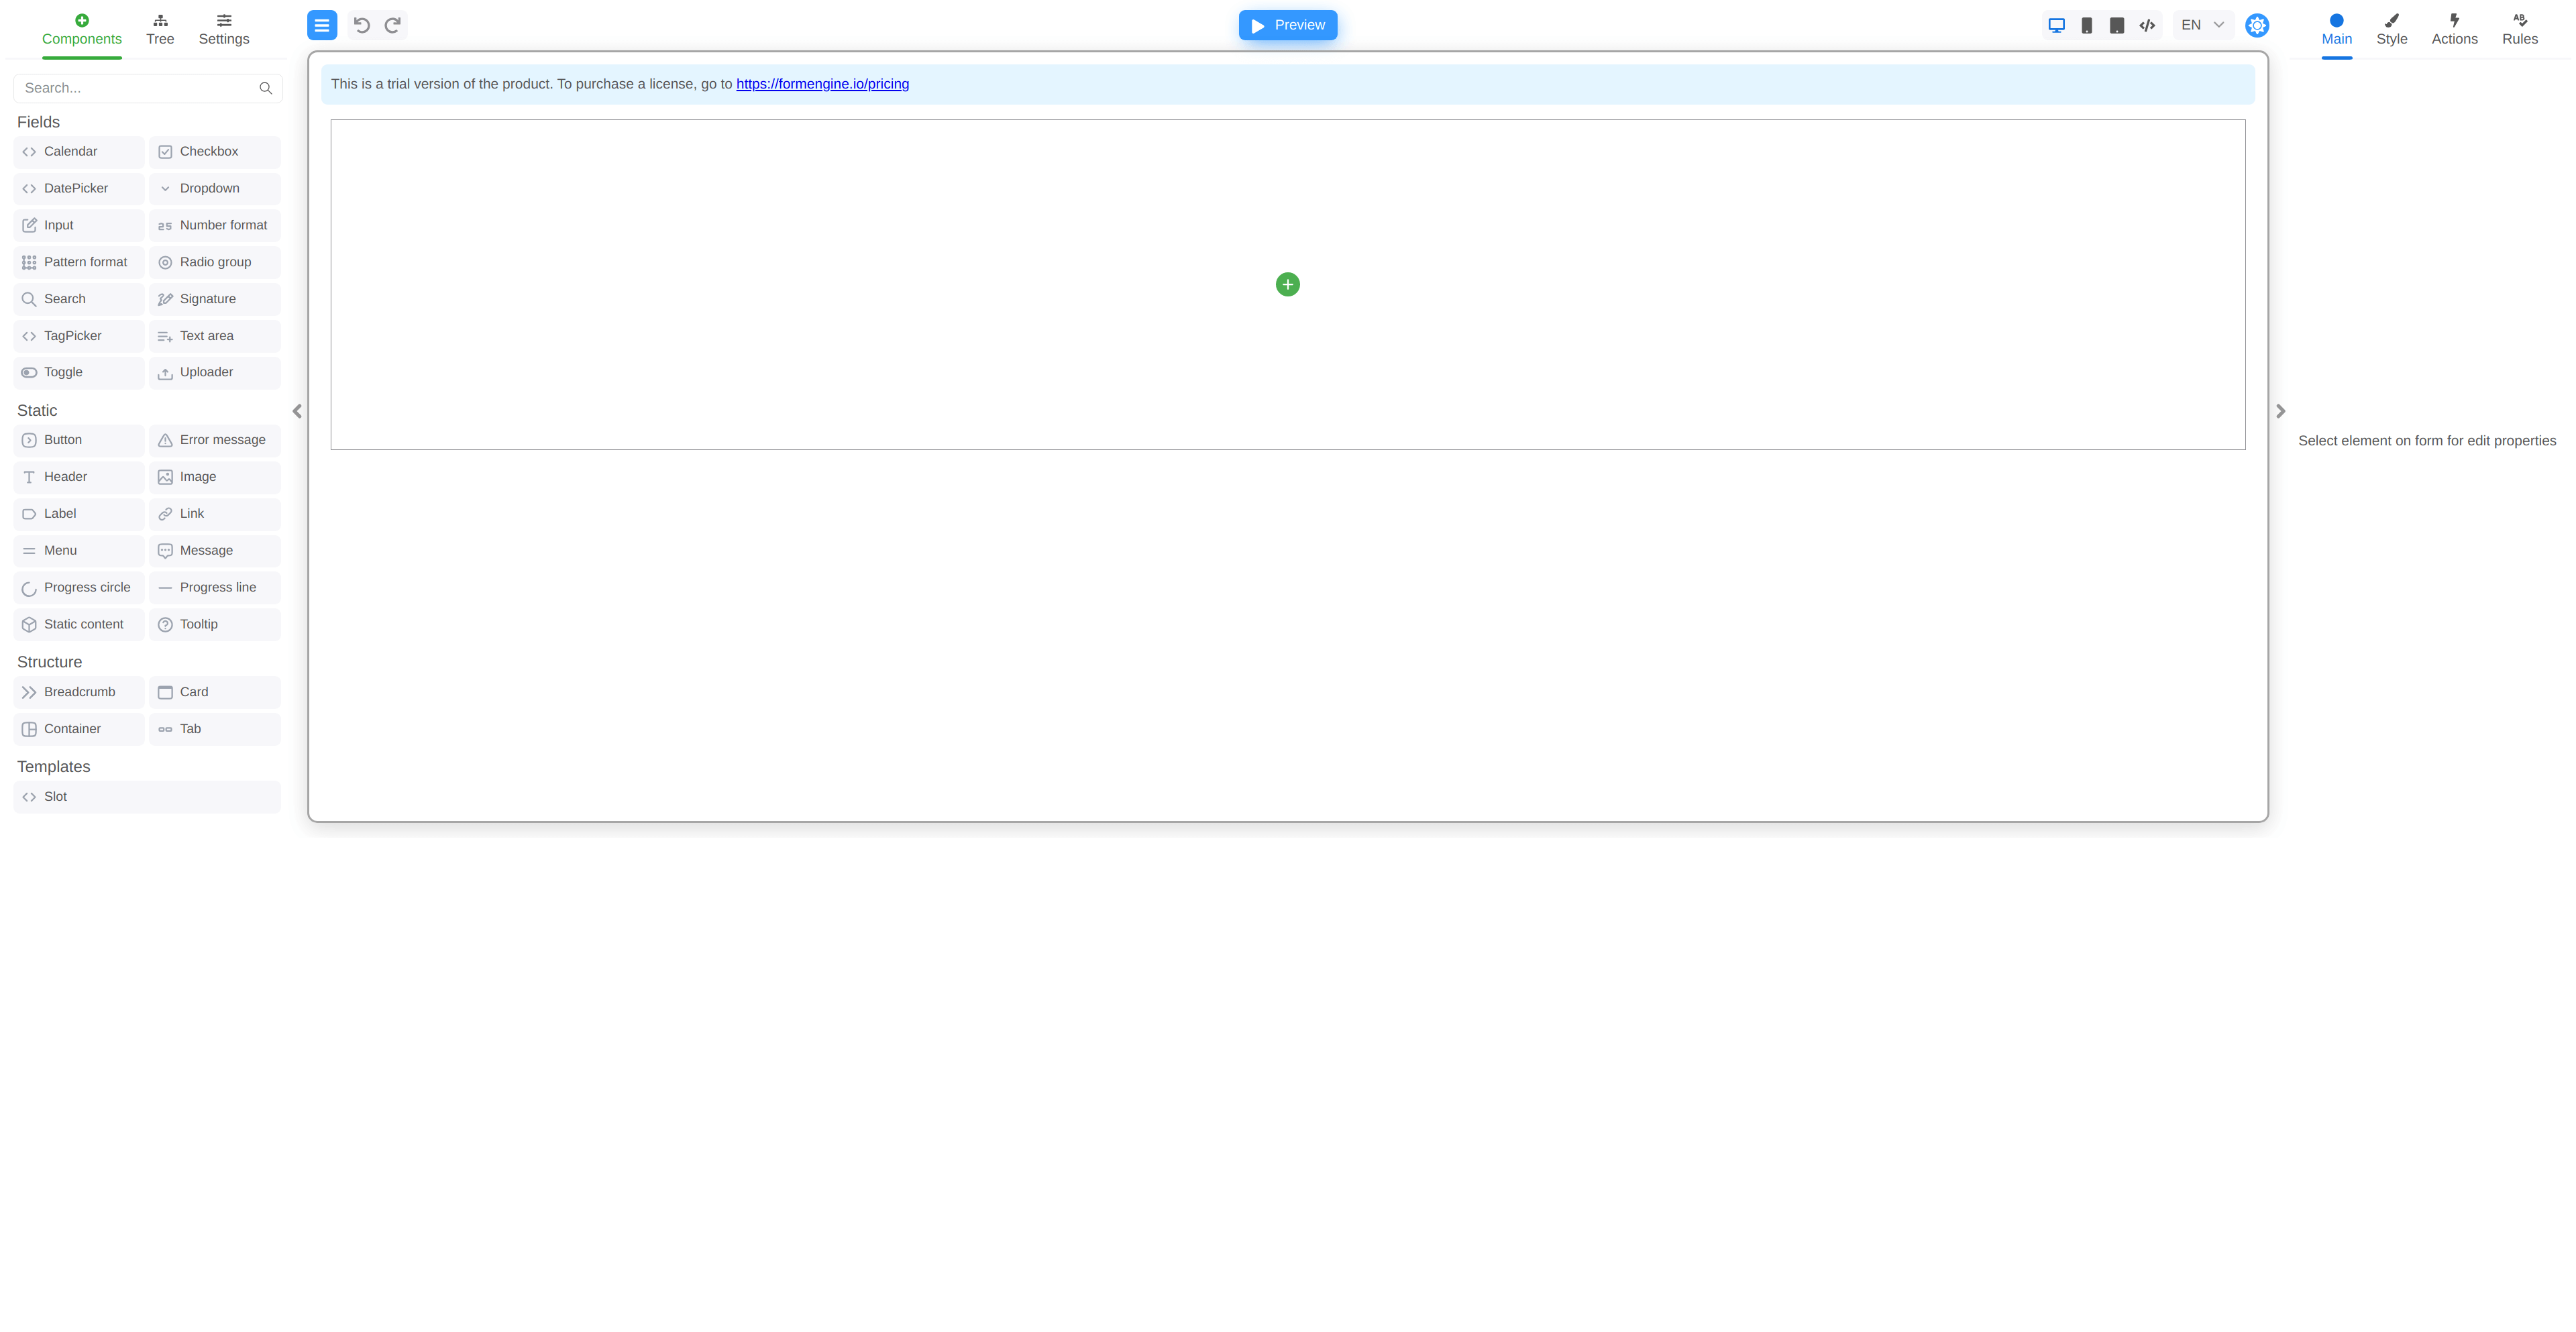 Components Tree Settings
Preview
EN
Main Style Actions Rules
Search...
This is a trial version of the product. To purchase a license, go to https://formengine.io/pricing
Fields
Calendar Checkbox
DatePicker Dropdown
Input Number format
Pattern format Radio group
Search Signature
TagPicker Text area
Toggle Uploader
Static
Button Error message
Header Image
Label Link
Menu Message
Progress circle Progress line
Static content Tooltip
Structure
Breadcrumb Card
Container Tab
Templates
Slot
Select element on form for edit properties